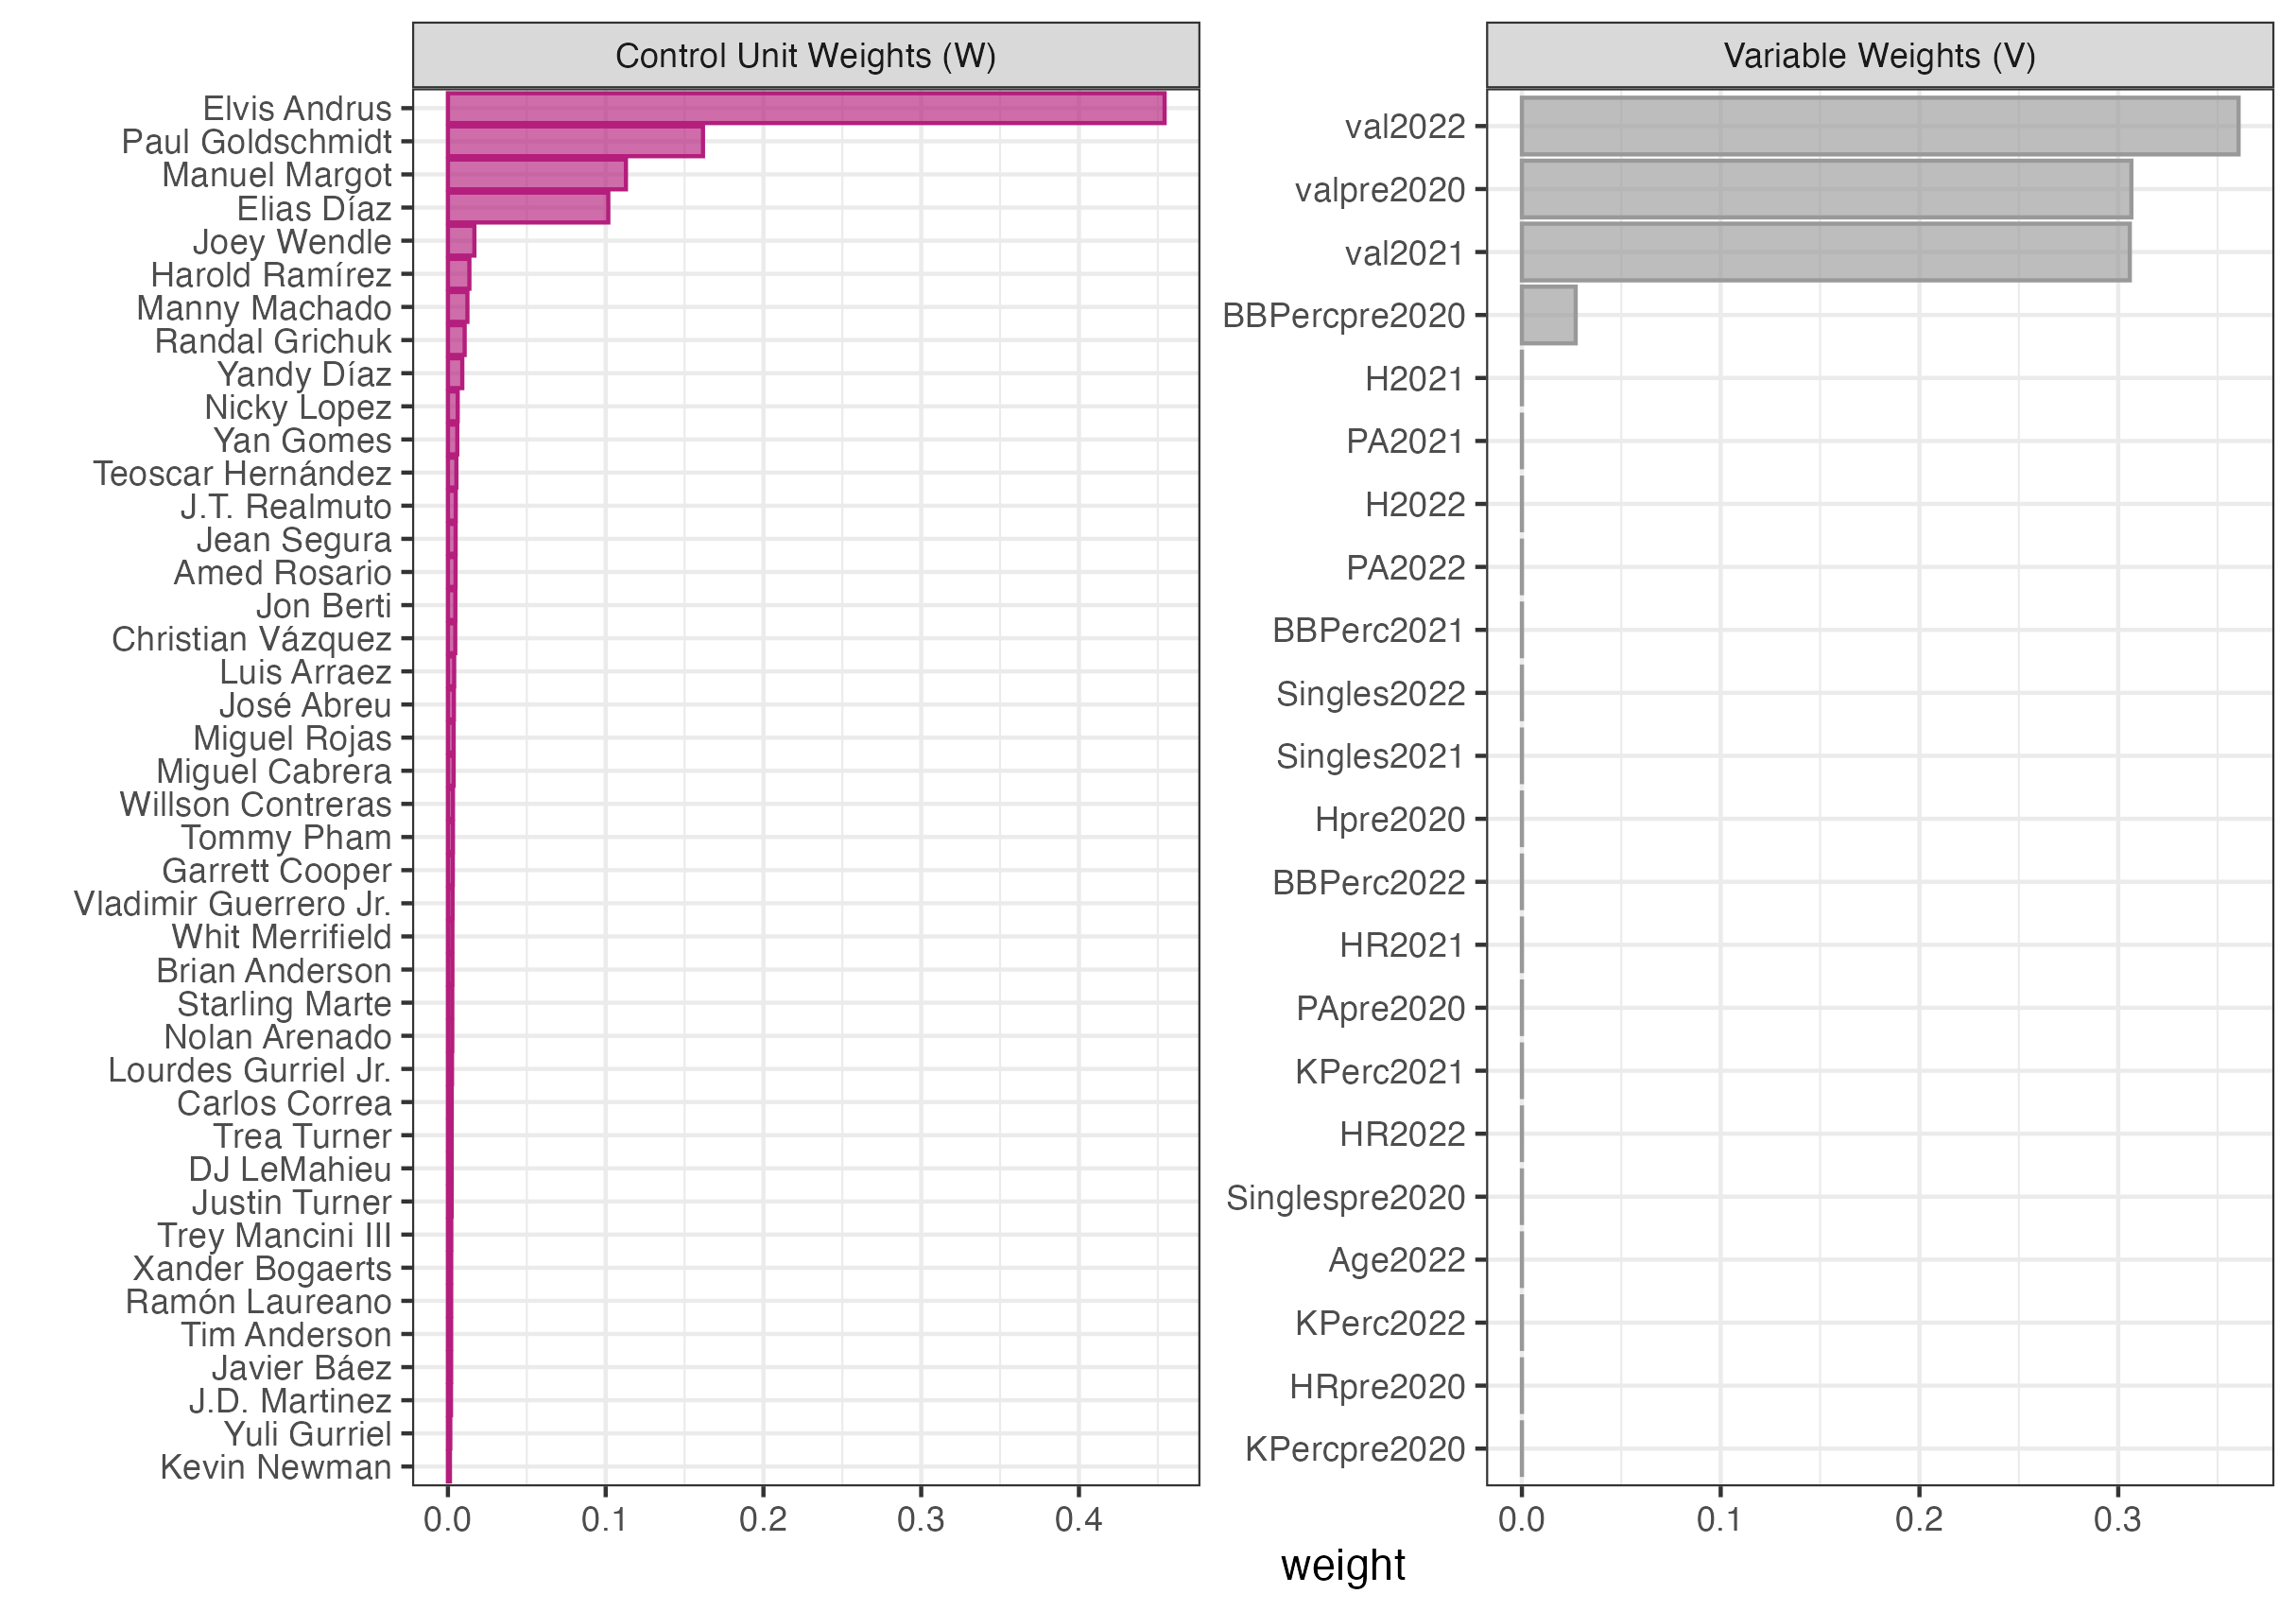 Control Unit Weights (W)
Elvis Andrus
Paul Goldschmidt
Manuel Margot
Elias Díaz
Joey Wendle
Harold Ramírez
Manny Machado
Randal Grichuk
Yandy Díaz
Nicky Lopez
Yan Gomes
Teoscar Hernández
J.T. Realmuto
Jean Segura
Amed Rosario
Jon Berti
Christian Vázquez
Luis Arraez
José Abreu
Miguel Rojas
Miguel Cabrera
Willson Contreras
Tommy Pham
Garrett Cooper
Vladimir Guerrero Jr.
Whit Merrifield
Brian Anderson
Starling Marte
Nolan Arenado
Lourdes Gurriel Jr.
Carlos Correa
Trea Turner
DJ LeMahieu
Justin Turner
Trey Mancini III
Xander Bogaerts
Ramón Laureano
Tim Anderson
Javier Báez
J.D. Martinez
Yuli Gurriel
Kevin Newman
0.0 0.1 0.2 0.3 0.4
Variable Weights (V)
val2022
valpre2020
val2021
BBPercpre2020
H2021
PA2021
H2022
PA2022
BBPerc2021
Singles2022
Singles2021
Hpre2020
BBPerc2022
HR2021
PApre2020
KPerc2021
HR2022
Singlespre2020
Age2022
KPerc2022
HRpre2020
KPercpre2020
0.0 0.1 0.2 0.3
weight